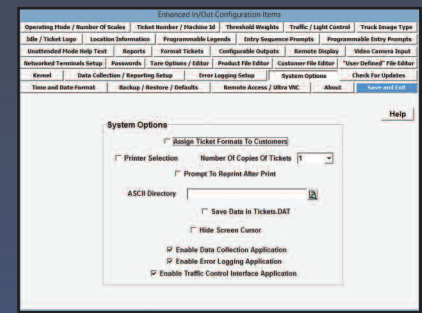 Enhanced In/Out Configuration Items
Operating Mode / Number Of Scales Ticket Number / Machine Id Threshold Weights Traffic / Light Control Truck Image Type
Idle / Ticket Logo Location Information Programmable Legends Entry Sequence Prompts Programmable Entry Prompts
Unattended Mode Help Text Reports Format Tickets Configurable Outputs Remote Display Video Camera Input
Networked Terminals Setup Passwords Tare Options / Editor Product File Editor Customer File Editor "User Defined" File Editor
Kernel Data Collection / Reporting Setup Error Logging Setup System Options Check For Updates
Time and Date Format Backup / Restore / Defaults Remote Access / Ultra VNC About Save and Exit
Help
System Options
Assign Ticket Formats To Customers
Printer Selection Number Of Copies Of Tickets 1
Prompt To Reprint After Print
ASCII Directory
Save Data in Tickets.DAT
Hide Screen Cursor
Enable Data Collection Application
Enable Error Logging Application
Enable Traffic Control Interface Application